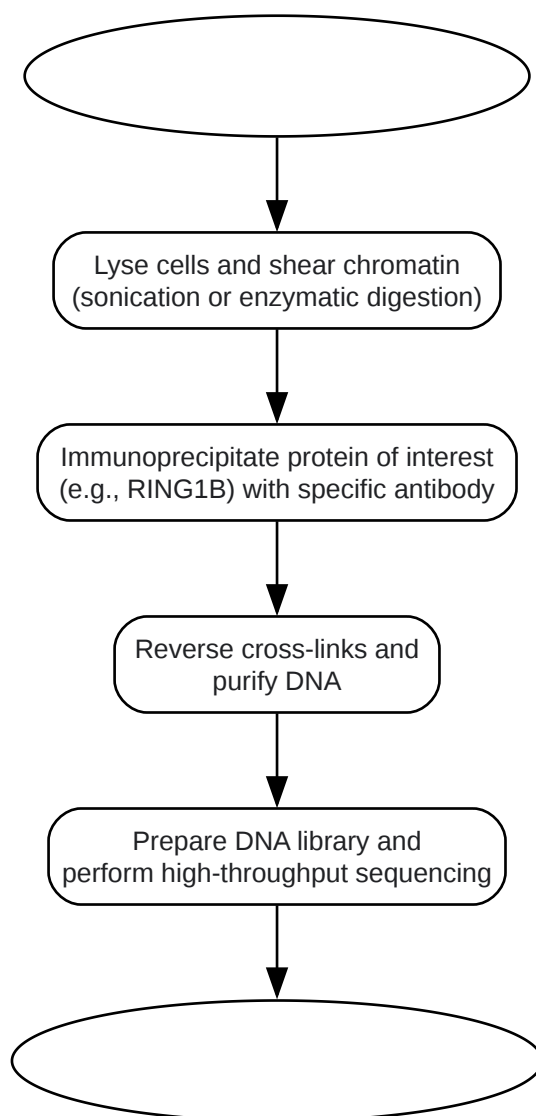 Lyse cells and shear chromatin
(sonication or enzymatic digestion)
Immunoprecipitate protein of interest
(e.g., RING1B) with specific antibody
Reverse cross-links and
purify DNA
Prepare DNA library and
perform high-throughput sequencing